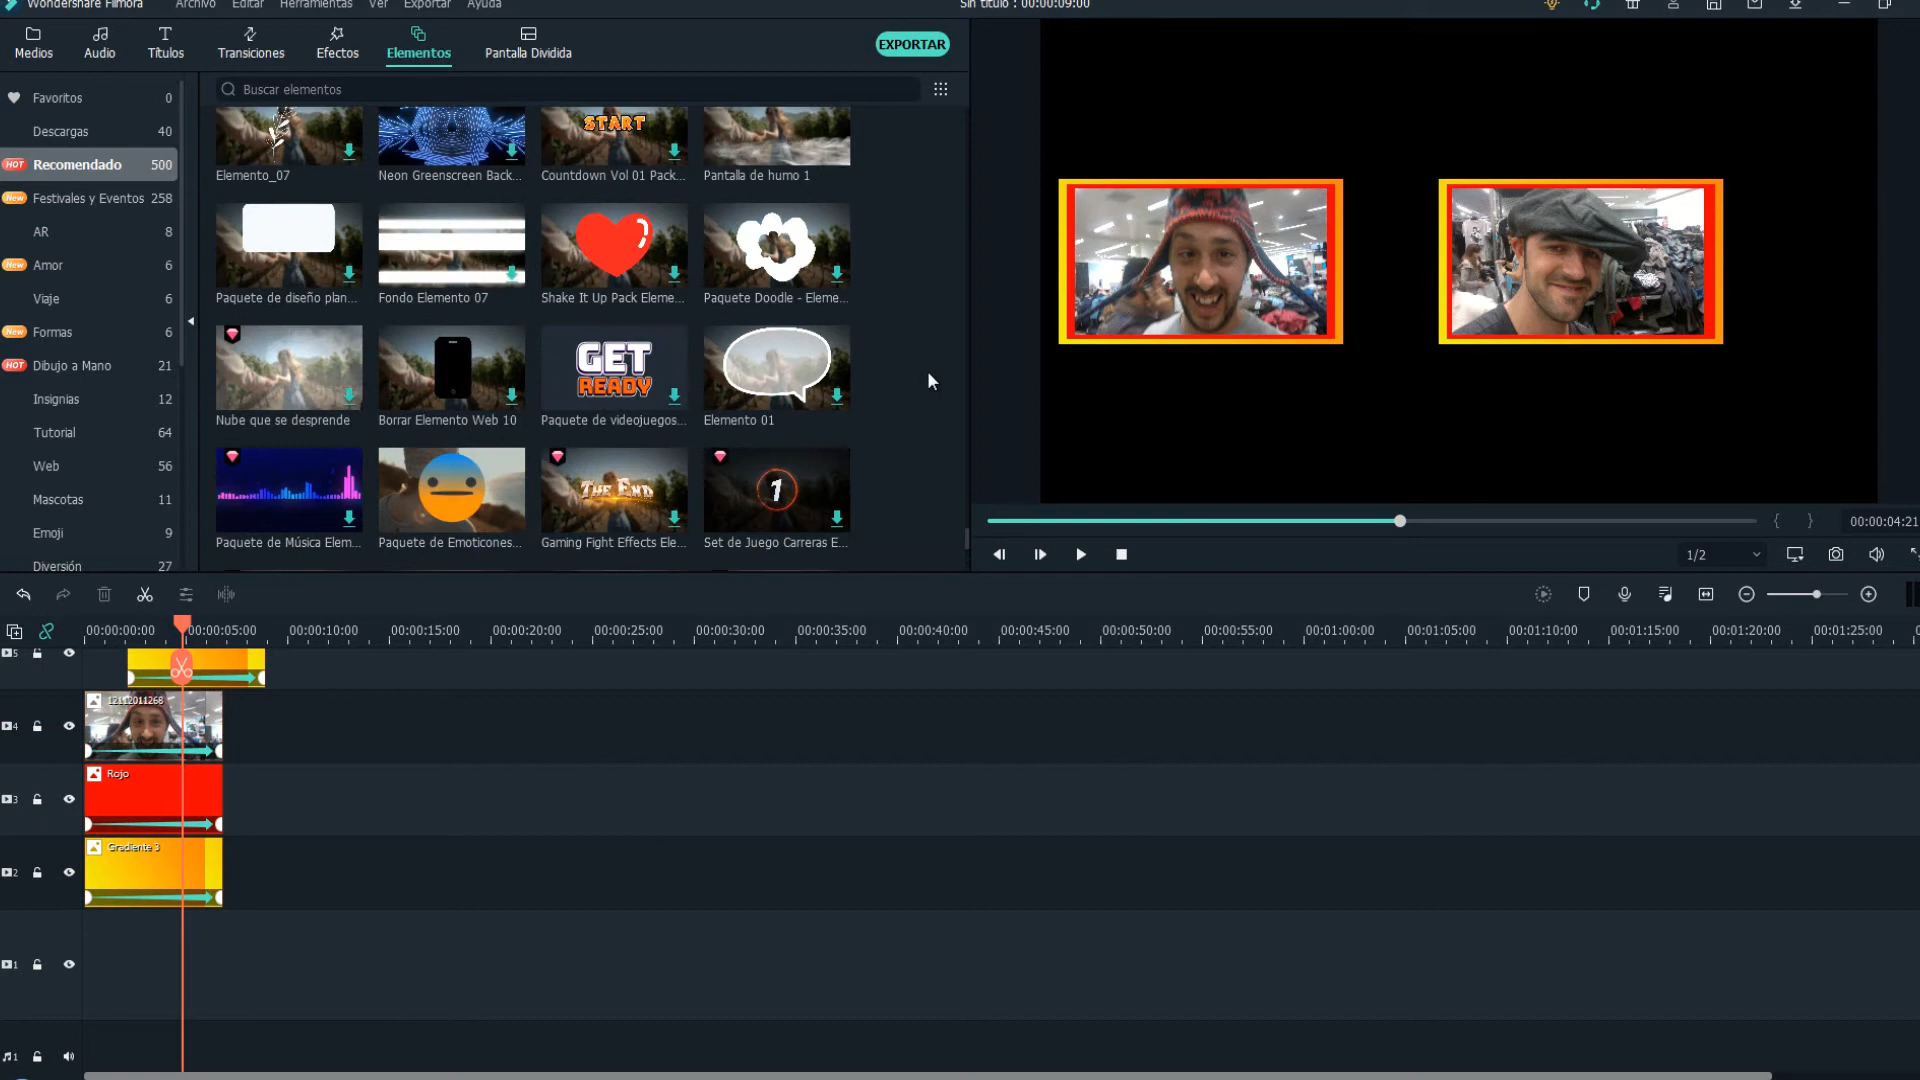 Wondershare Filmora
Archivo
Editar
Herramientas
Ver
Exportar
Ayuda
Sin título : 00:00:09:00
Medios
Audio
Títulos
Transiciones
Efectos
Elementos
Pantalla Dividida
EXPORTAR
Favoritos 0
Descargas 40
HOT Recomendado 500
New Festivales y Eventos 258
AR 8
New Amor 6
Viaje 6
New Formas 6
HOT Dibujo a Mano 21
Insignias 12
Tutorial 64
Web 56
Mascotas 11
Emoji 9
Diversión 27
Buscar elementos
START
Elemento_07
Neon Greenscreen Back...
Countdown Vol 01 Pack...
Pantalla de humo 1
Paquete de diseño plan...
Fondo Elemento 07
Shake It Up Pack Eleme...
Paquete Doodle - Eleme...
GET
READY
Nube que se desprende
Borrar Elemento Web 10
Paquete de videojuegos...
Elemento 01
THE END
1
Paquete de Música Elem...
Paquete de Emoticones...
Gaming Fight Effects Ele...
Set de Juego Carreras E...
{ }
00:00:04:21
1/2
00:00:00:00
00:00:05:00
00:00:10:00
00:00:15:00
00:00:20:00
00:00:25:00
00:00:30:00
00:00:35:00
00:00:40:00
00:00:45:00
00:00:50:00
00:00:55:00
00:01:00:00
00:01:05:00
00:01:10:00
00:01:15:00
00:01:20:00
00:01:25:00
5
4
12112011268
3
Rojo
2
Gradiente 3
1
1